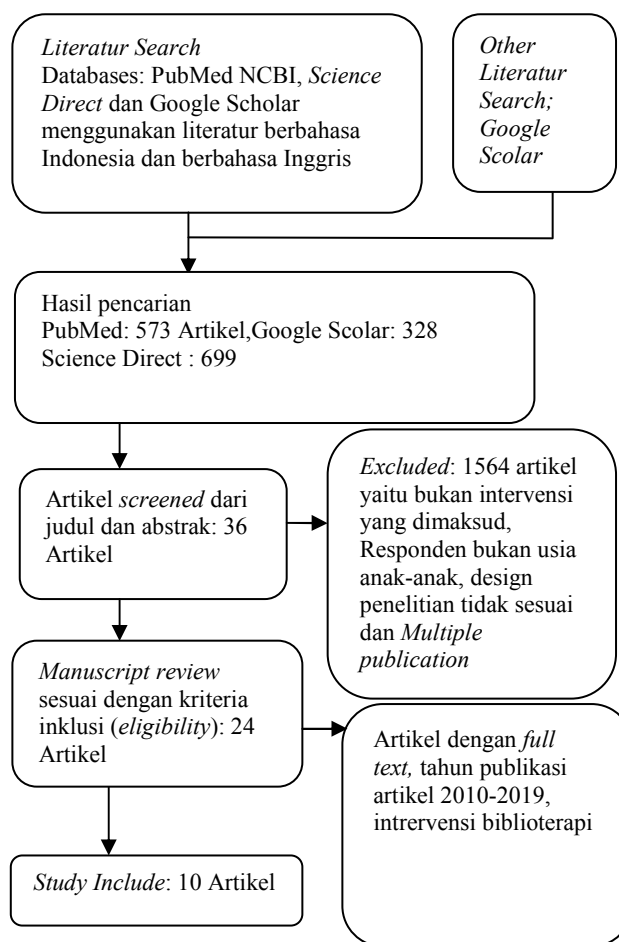 Literatur Search
Databases: PubMed NCBI, Science
Direct dan Google Scholar
menggunakan literatur berbahasa
Indonesia dan berbahasa Inggris
Other
Literatur
Search;
Google
Scolar
Hasil pencarian
PubMed: 573 Artikel,Google Scolar: 328
Science Direct : 699
Artikel screened dari
judul dan abstrak: 36
Artikel
Excluded: 1564 artikel
yaitu bukan intervensi
yang dimaksud,
Responden bukan usia
anak-anak, design
penelitian tidak sesuai
dan Multiple
publication
Manuscript review
sesuai dengan kriteria
inklusi (eligibility): 24
Artikel
Artikel dengan full
text, tahun publikasi
artikel 2010-2019,
intrervensi biblioterapi
Study Include: 10 Artikel